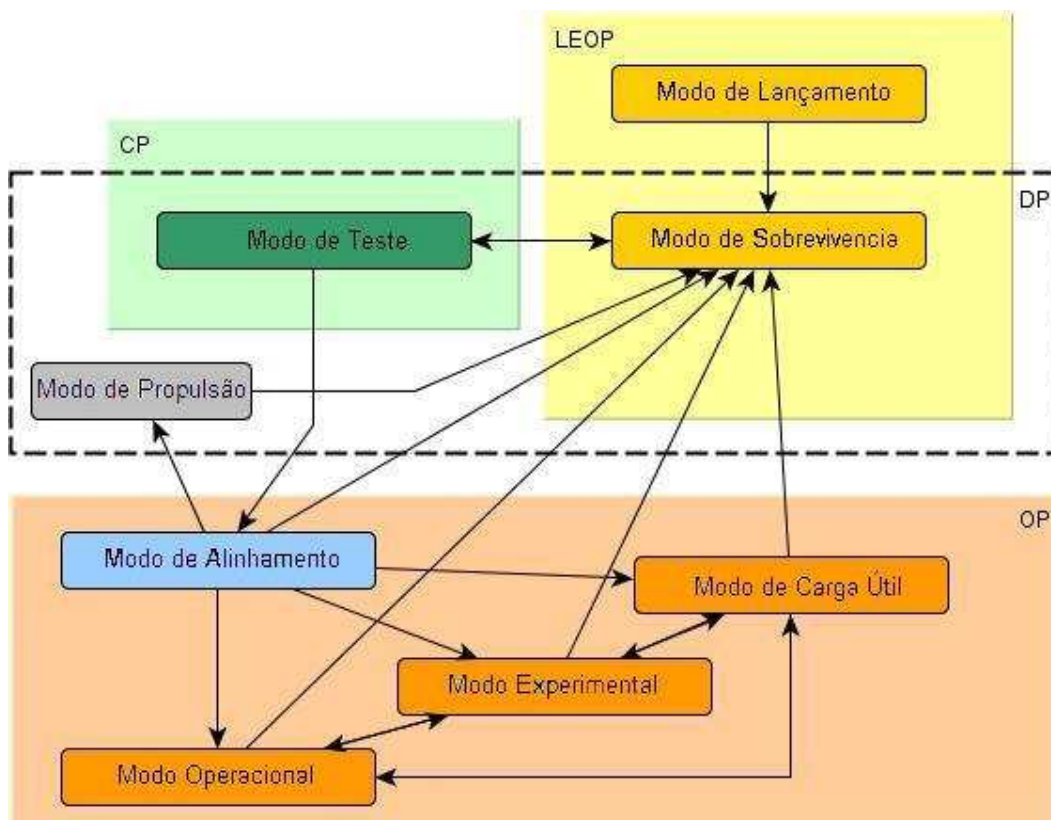 LEOP
Modo de Lançamento
CP
DP
Modo de Teste
Modo de Sobrevivencia
Modo de Propulsão
OP
Modo de Alinhamento
Modo de Carga Útil
Modo Experimental
Modo Operacional